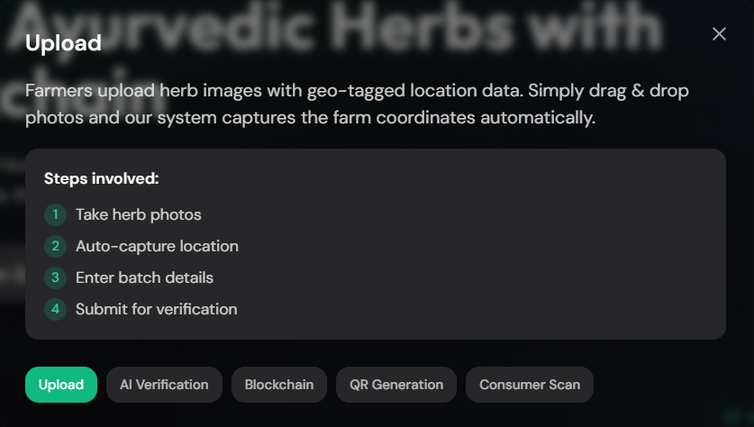 Ayurvedic Herbs with
chain
Upload
Farmers upload herb images with geo-tagged location data. Simply drag & drop
photos and our system captures the farm coordinates automatically.
Steps involved:
1 Take herb photos
2 Auto-capture location
3 Enter batch details
4 Submit for verification
Upload AI Verification Blockchain QR Generation Consumer Scan